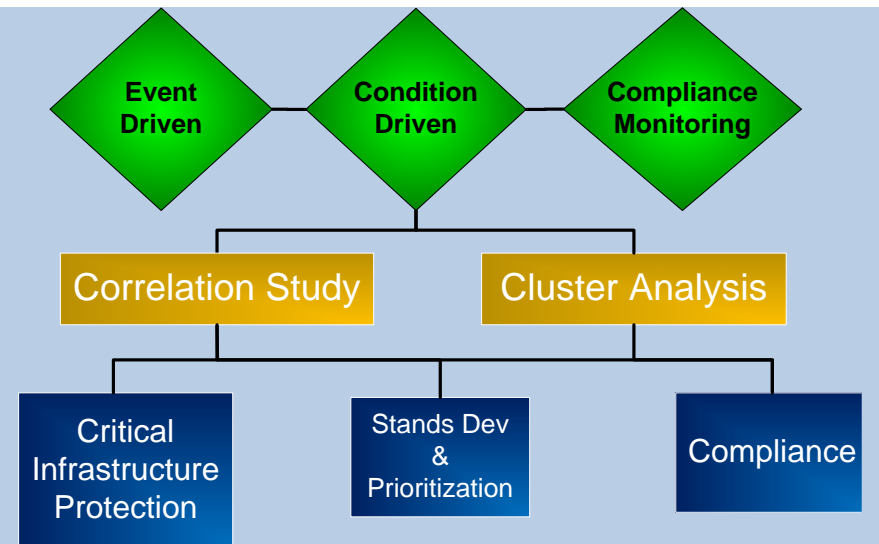 Event
Driven
Condition
Driven
Compliance
Monitoring
Correlation Study
Cluster Analysis
Critical
Infrastructure
Protection
Stands Dev
&
Prioritization
Compliance